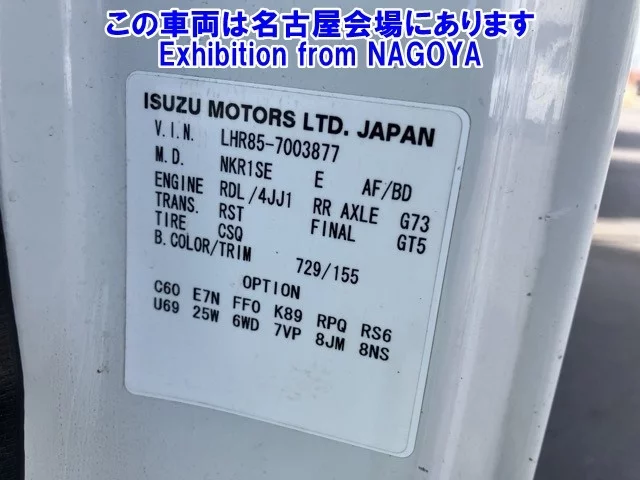 この車両は名古屋会場にあります
Exhibition from NAGOYA
ISUZU MOTORS LTD. JAPAN
V.I.N. LHR85-7003877
M.D. NKR1SE E AF/BD
ENGINE RDL/4JJ1 RR AXLE G73
TRANS. RST FINAL GT5
TIRE CSQ
B.COLOR/TRIM 729/155
OPTION
C60 E7N FF0 K89 RPQ RS6
U69 25W 6WD 7VP 8JM 8NS